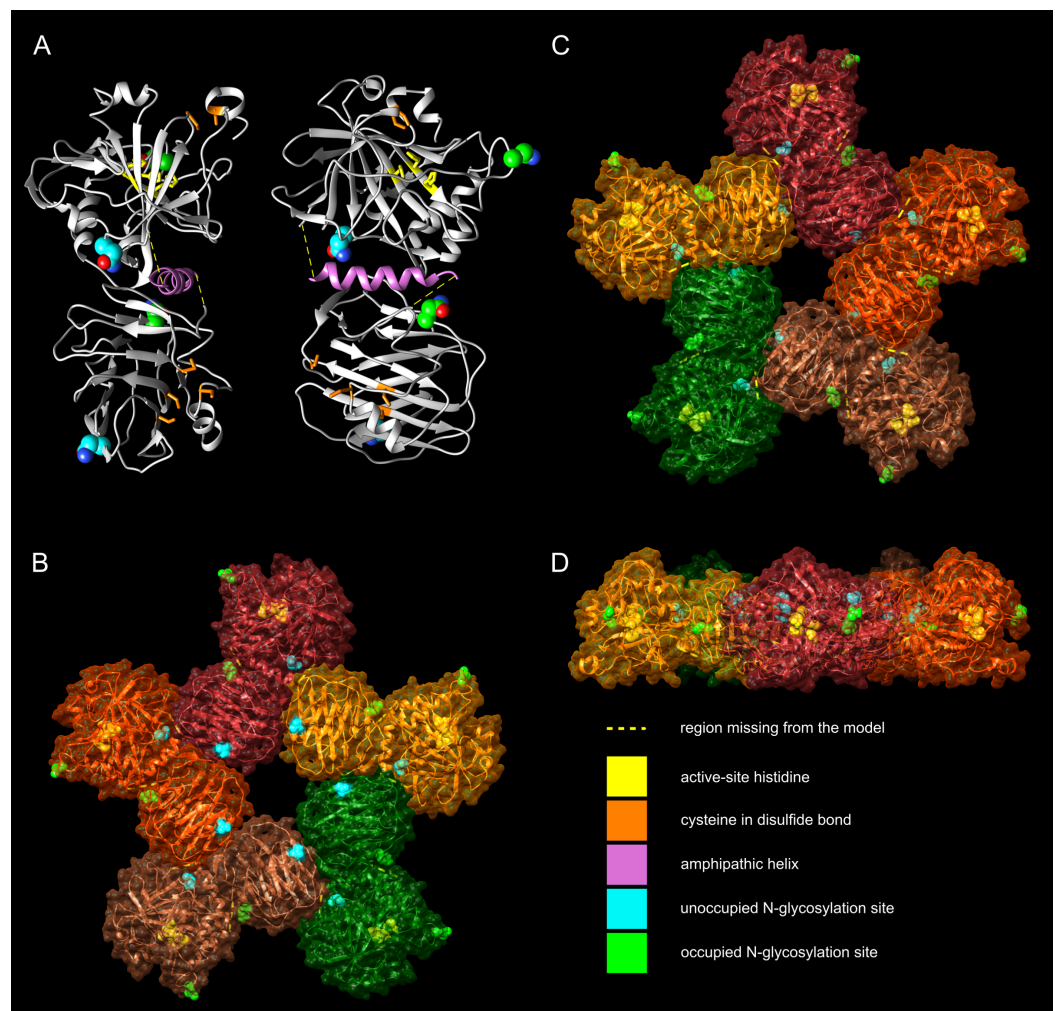 A
C
B
D
region missing from the model
active-site histidine
cysteine in disulfide bond
amphipathic helix
unoccupied N-glycosylation site
occupied N-glycosylation site